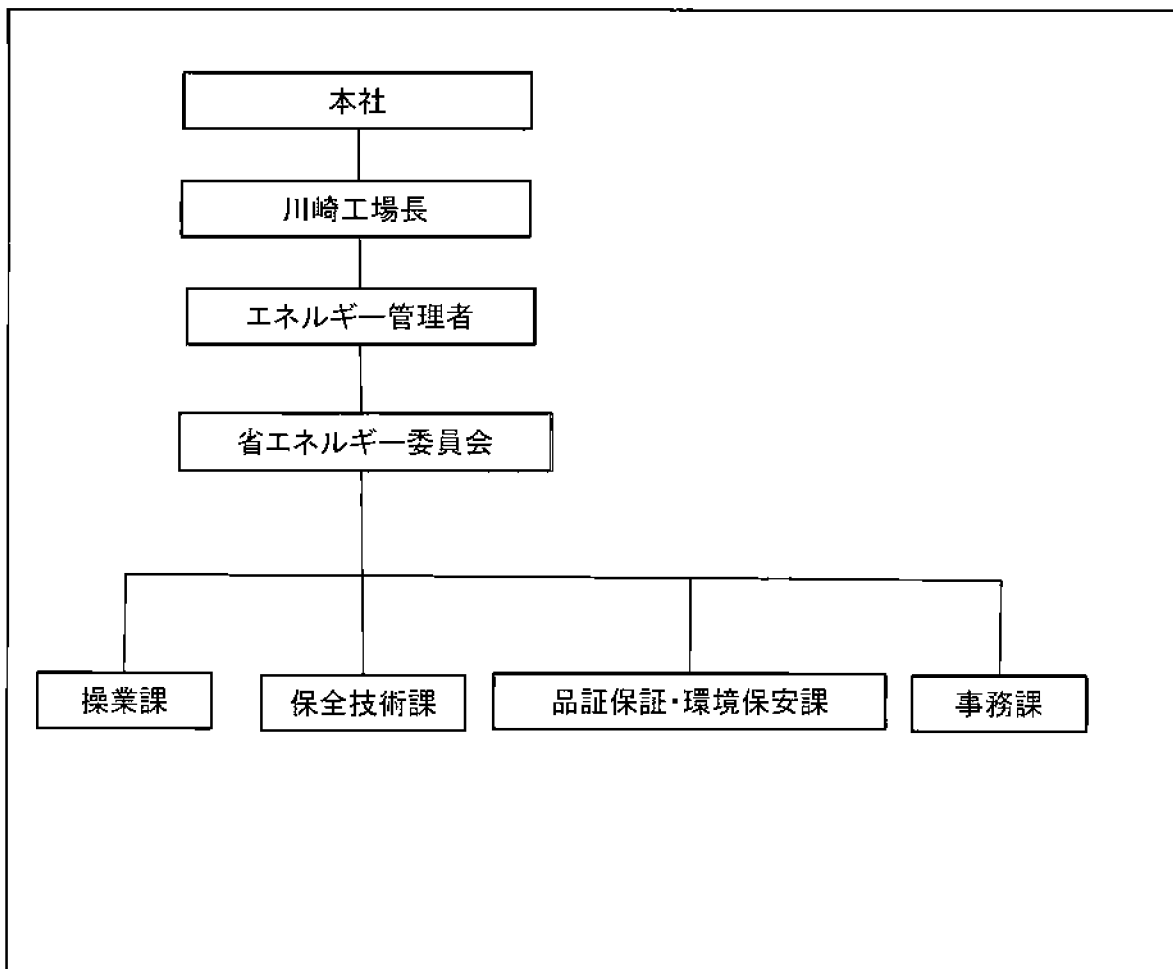 本社
川崎工場長
エネルギー管理者
省エネルギー委員会
操業課
保全技術課
品証保証・環境保安課
事務課